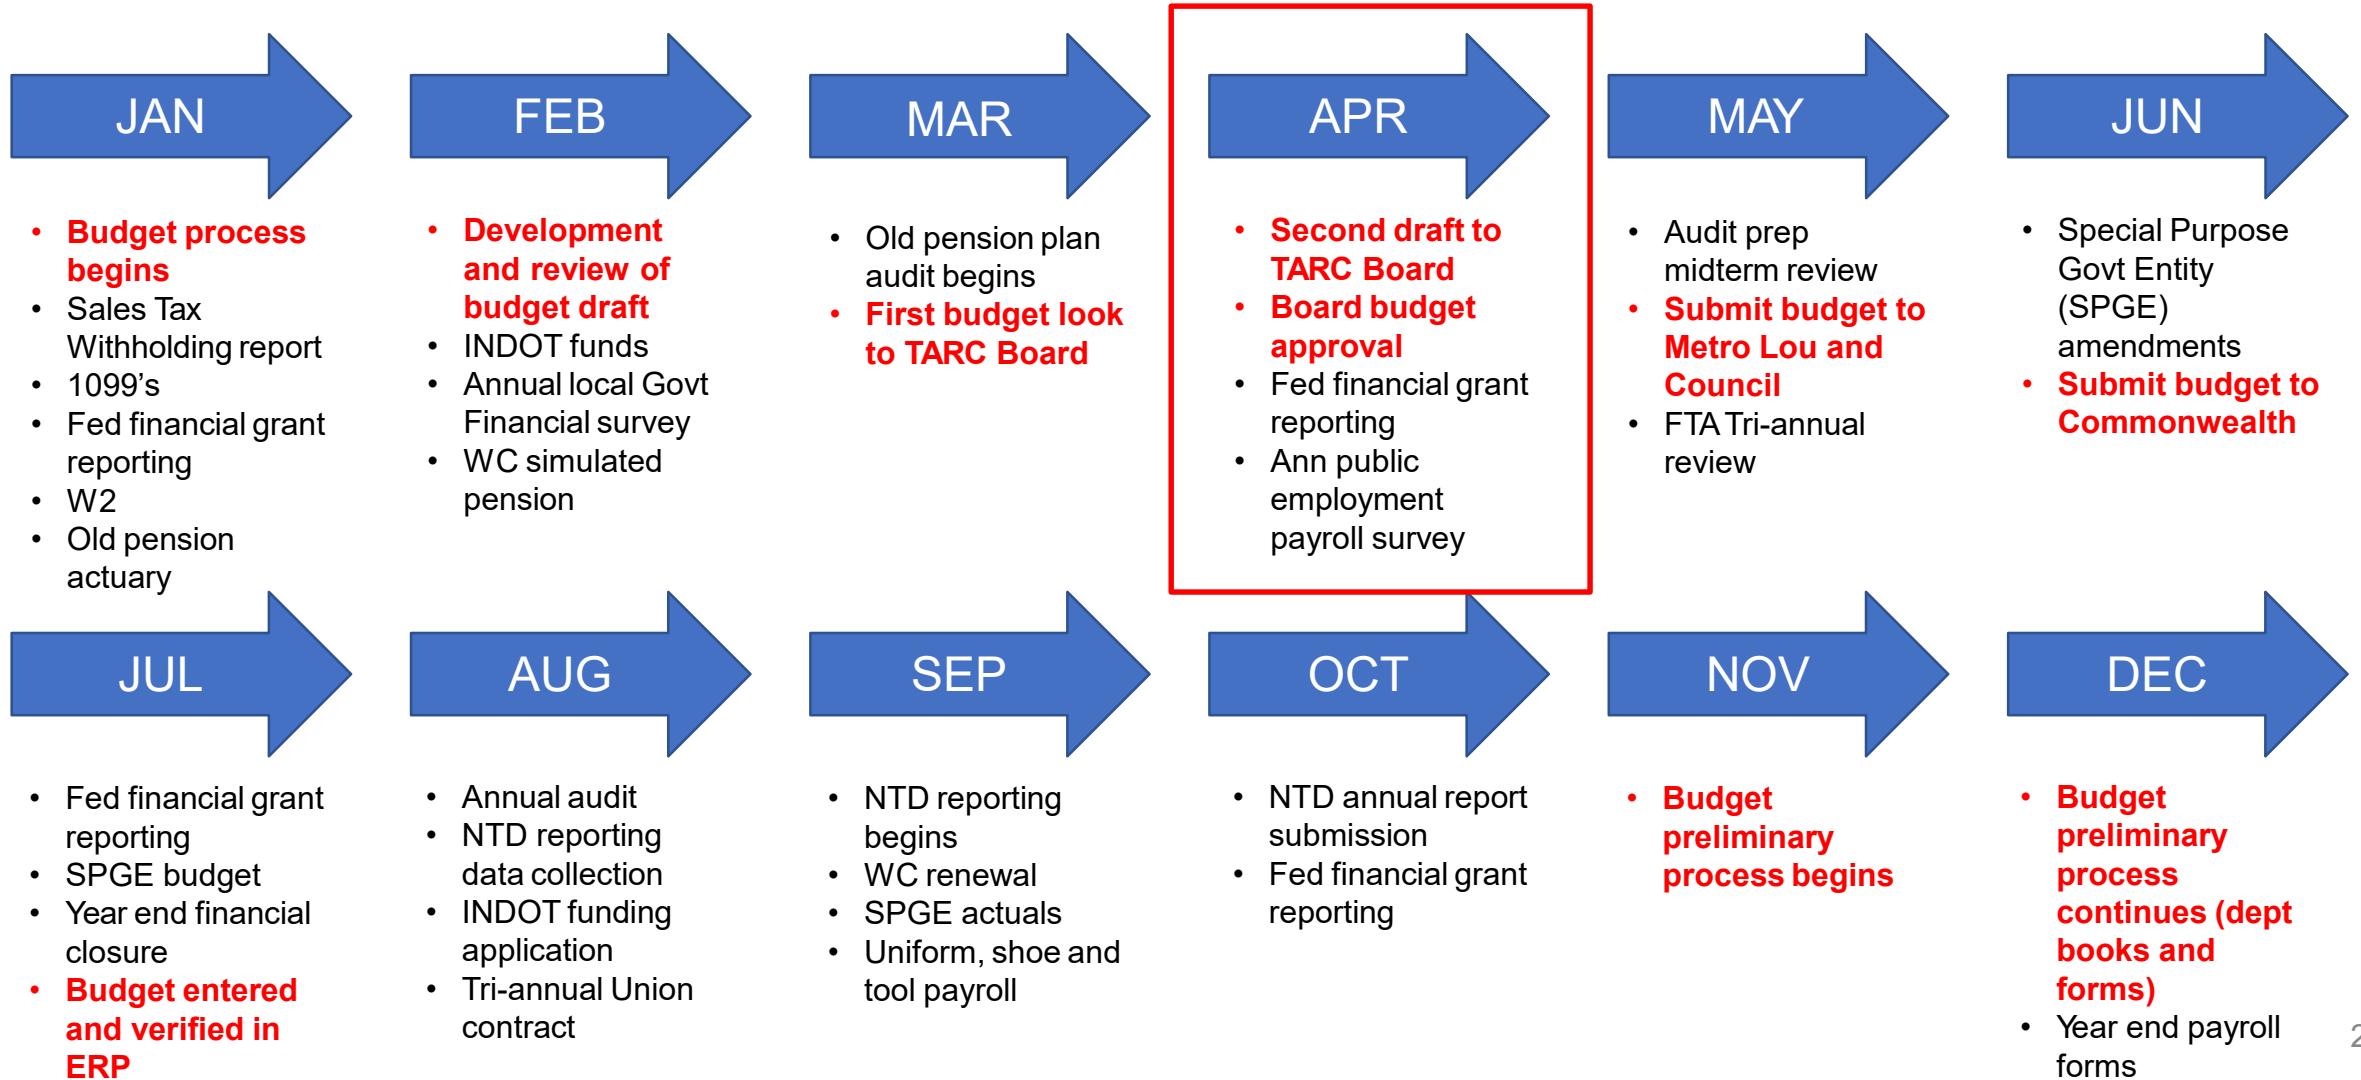 JAN
• Budget process
begins
• Sales Tax
Withholding report
• 1099’s
• Fed financial grant
reporting
• W2
• Old pension
actuary
FEB
• Development
and review of
budget draft
• INDOT funds
• Annual local Govt
Financial survey
• WC simulated
pension
MAR
• Old pension plan
audit begins
• First budget look
to TARC Board
APR
• Second draft to
TARC Board
• Board budget
approval
• Fed financial grant
reporting
• Ann public
employment
payroll survey
MAY
• Audit prep
midterm review
• Submit budget to
Metro Lou and
Council
• FTA Tri-annual
review
JUN
• Special Purpose
Govt Entity
(SPGE)
amendments
• Submit budget to
Commonwealth
JUL
• Fed financial grant
reporting
• SPGE budget
• Year end financial
closure
• Budget entered
and verified in
ERP
AUG
• Annual audit
• NTD reporting
data collection
• INDOT funding
application
• Tri-annual Union
contract
SEP
• NTD reporting
begins
• WC renewal
• SPGE actuals
• Uniform, shoe and
tool payroll
OCT
• NTD annual report
submission
• Fed financial grant
reporting
NOV
• Budget
preliminary
process begins
DEC
• Budget
preliminary
process
continues (dept
books and
forms)
• Year end payroll
forms
2